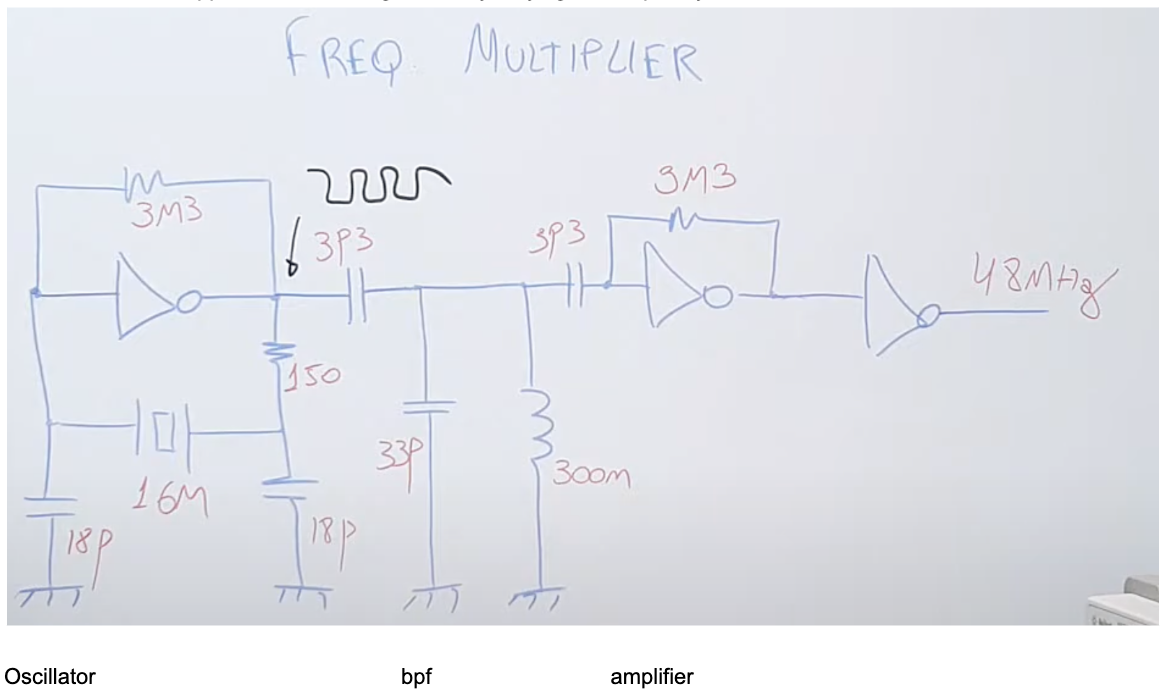 FREQ. MULTIPLIER
3M3
3M3
3P3
3P3
48MHz
150
33p
300n
16M
18p
18p
Oscillator
bpf
amplifier